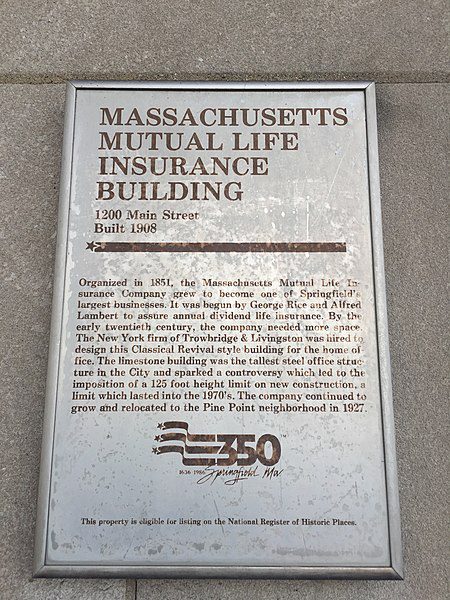 MASSACHUSETTS
MUTUAL LIFE
INSURANCE
BUILDING
1200 Main Street
Built 1908
Organized in 1851, the Massachusetts Mutual Life In-
surance Company grew to become one of Springfield's
largest businesses. It was begun by George Rice and Alfred
Lambert to assure annual dividend life insurance. By the
early twentieth century, the company needed more space.
The New York firm of Trowbridge & Livingston was hired to
design this Classical Revival style building for the home of-
fice. The limestone building was the tallest steel office struc-
ture in the City and sparked a controversy which led to the
imposition of a 125 foot height limit on new construction, a
limit which lasted into the 1970's. The company continued to
grow and relocated to the Pine Point neighborhood in 1927.
350™
1636-1986 Springfield Ma.
This property is eligible for listing on the National Register of Historic Places.